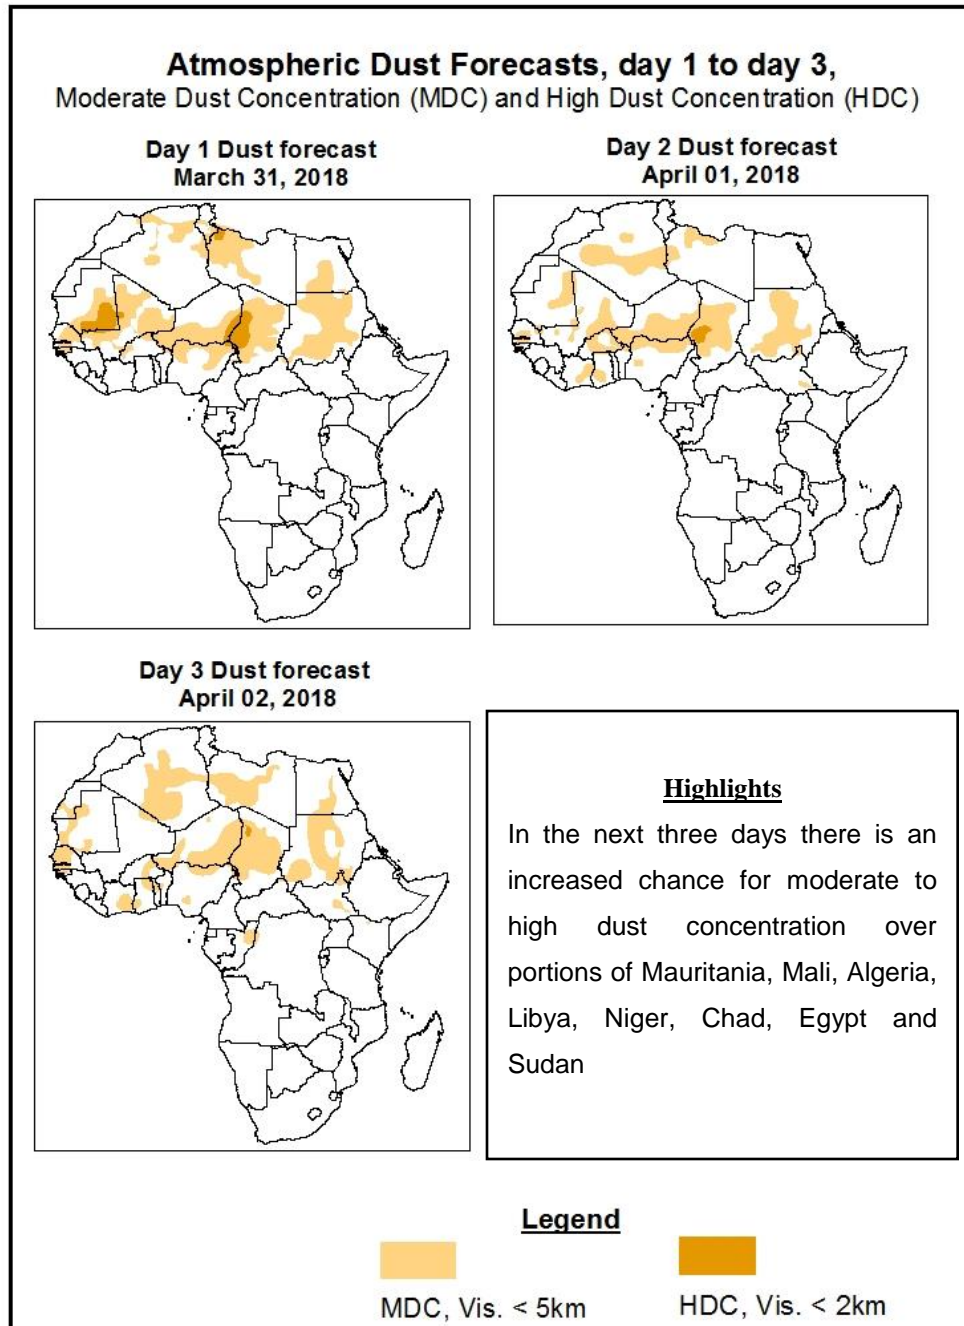 Atmospheric Dust Forecasts, day 1 to day 3,
Moderate Dust Concentration (MDC) and High Dust Concentration (HDC)
Day 1 Dust forecast
March 31, 2018
Day 2 Dust forecast
April 01, 2018
Day 3 Dust forecast
April 02, 2018
Highlights
In the next three days there is an
increased chance for moderate to
high dust concentration over
portions of Mauritania, Mali, Algeria,
Libya, Niger, Chad, Egypt and
Sudan
Legend
MDC, Vis. < 5km
HDC, Vis. < 2km